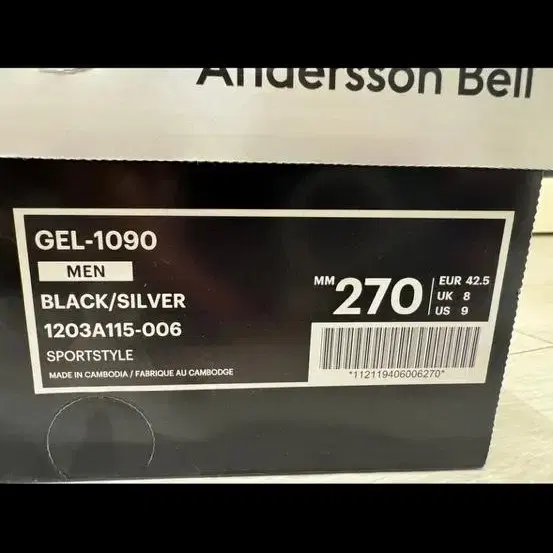 Andersson Bell
GEL-1090
MEN
BLACK/SILVER
1203A115-006
SPORTSTYLE
MADE IN CAMBODIA / FABRIQUE AU CAMBODGE
MM 270
EUR 42.5
UK 8
US 9
*112119406006270*